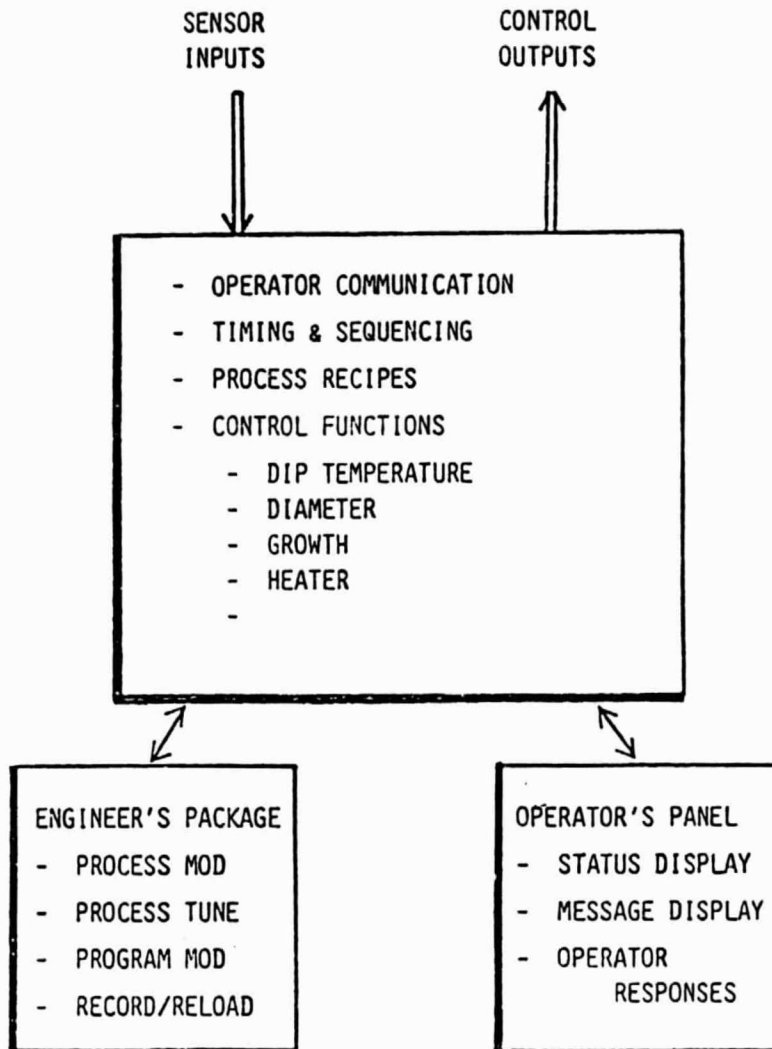 SENSOR
INPUTS
CONTROL
OUTPUTS
- OPERATOR COMMUNICATION
- TIMING & SEQUENCING
- PROCESS RECIPES
- CONTROL FUNCTIONS
- DIP TEMPERATURE
- DIAMETER
- GROWTH
- HEATER
-
ENGINEER'S PACKAGE
- PROCESS MOD
- PROCESS TUNE
- PROGRAM MOD
- RECORD/RELOAD
OPERATOR'S PANEL
- STATUS DISPLAY
- MESSAGE DISPLAY
- OPERATOR
RESPONSES